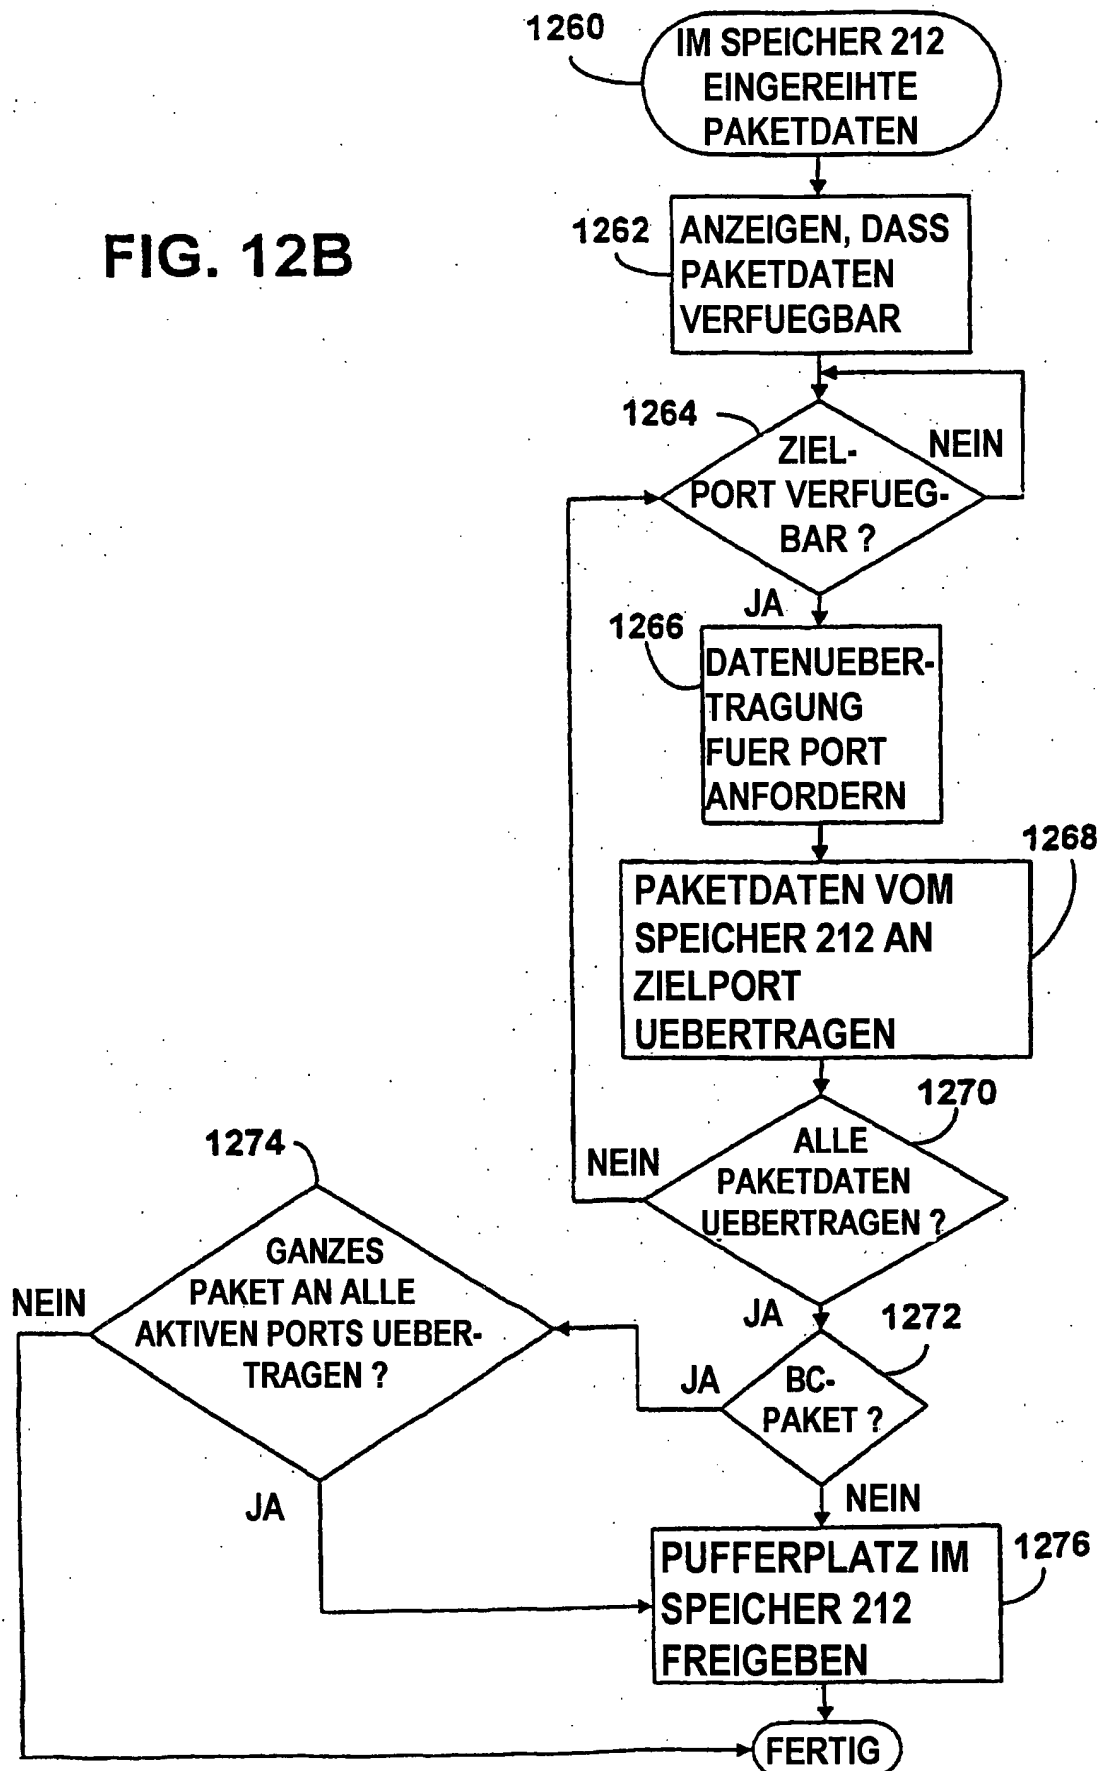 1260
IM SPEICHER 212
EINGEREIHTE
PAKETDATEN
FIG. 12B
1262
ANZEIGEN, DASS
PAKETDATEN
VERFUEGBAR
1264
ZIEL-
PORT VERFUEG-
BAR ?
NEIN
JA
1266
DATENUEBER-
TRAGUNG
FUER PORT
ANFORDERN
1268
PAKETDATEN VOM
SPEICHER 212 AN
ZIELPORT
UEBERTRAGEN
1270
ALLE
PAKETDATEN
UEBERTRAGEN ?
NEIN
JA
1272
BC-
PAKET ?
JA
NEIN
1274
GANZES
PAKET AN ALLE
AKTIVEN PORTS UEBER-
TRAGEN ?
NEIN
JA
1276
PUFFERPLATZ IM
SPEICHER 212
FREIGEBEN
FERTIG